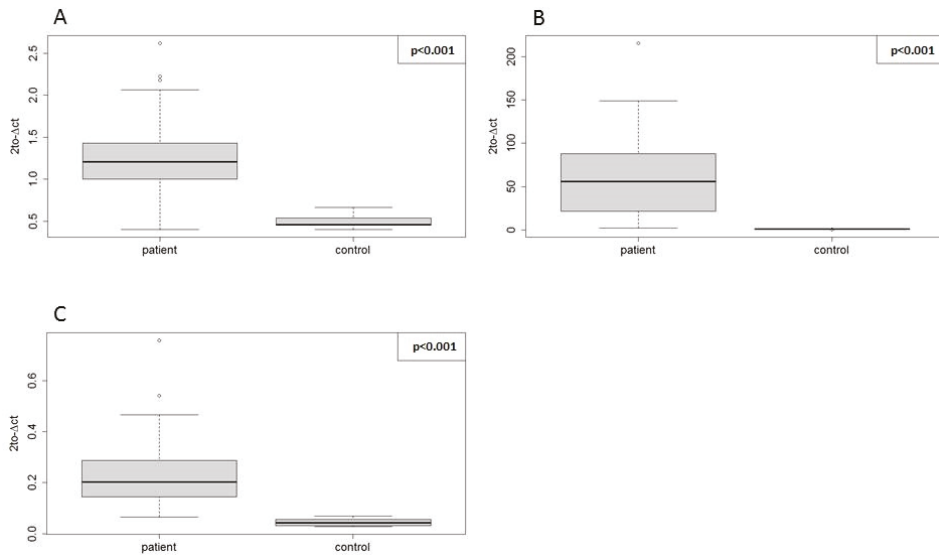 A
p<0.001
2.5
2.0
1.5
1.0
0.5
2to-Δct
patient control
B
p<0.001
200
150
100
50
0
2to-Δct
patient control
C
p<0.001
0.6
0.4
0.2
0.0
2to-Δct
patient control